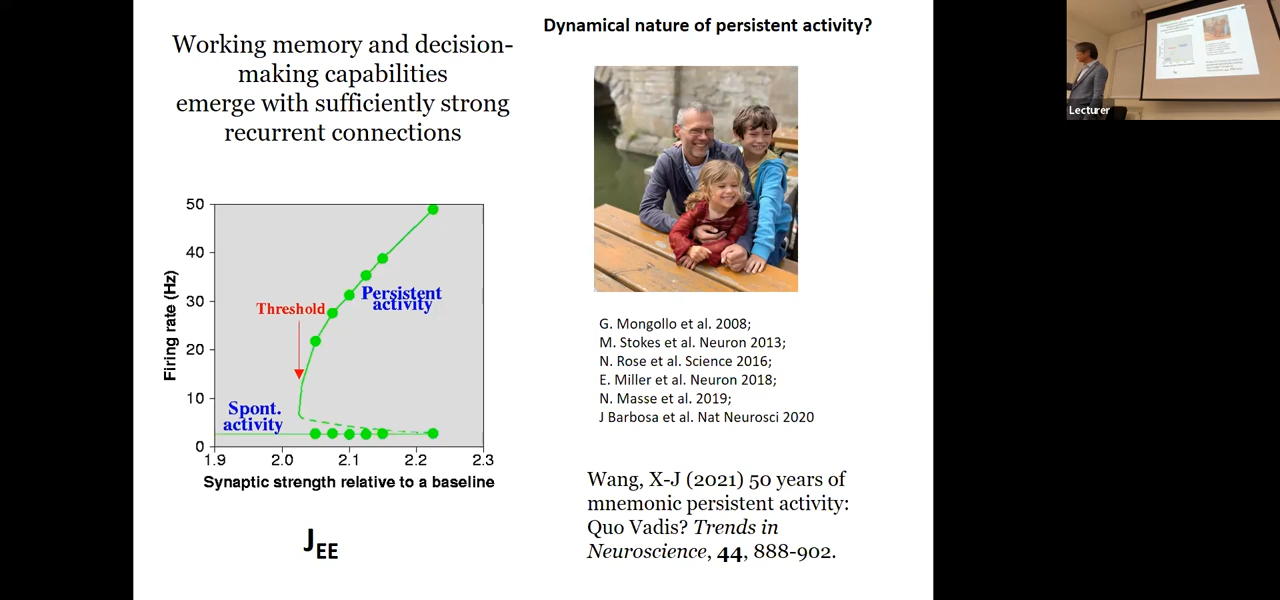 Working memory and decision-
making capabilities
emerge with sufficiently strong
recurrent connections
50
40
30
20
10
0
Firing rate (Hz)
Threshold
Persistent
activity
Spont.
activity
1.9
2.0
2.1
2.2
2.3
Synaptic strength relative to a baseline
JEE
Dynamical nature of persistent activity?
G. Mongollo et al. 2008;
M. Stokes et al. Neuron 2013;
N. Rose et al. Science 2016;
E. Miller et al. Neuron 2018;
N. Masse et al. 2019;
J Barbosa et al. Nat Neurosci 2020
Wang, X-J (2021) 50 years of
mnemonic persistent activity:
Quo Vadis? Trends in
Neuroscience, 44, 888-902.
Lecturer